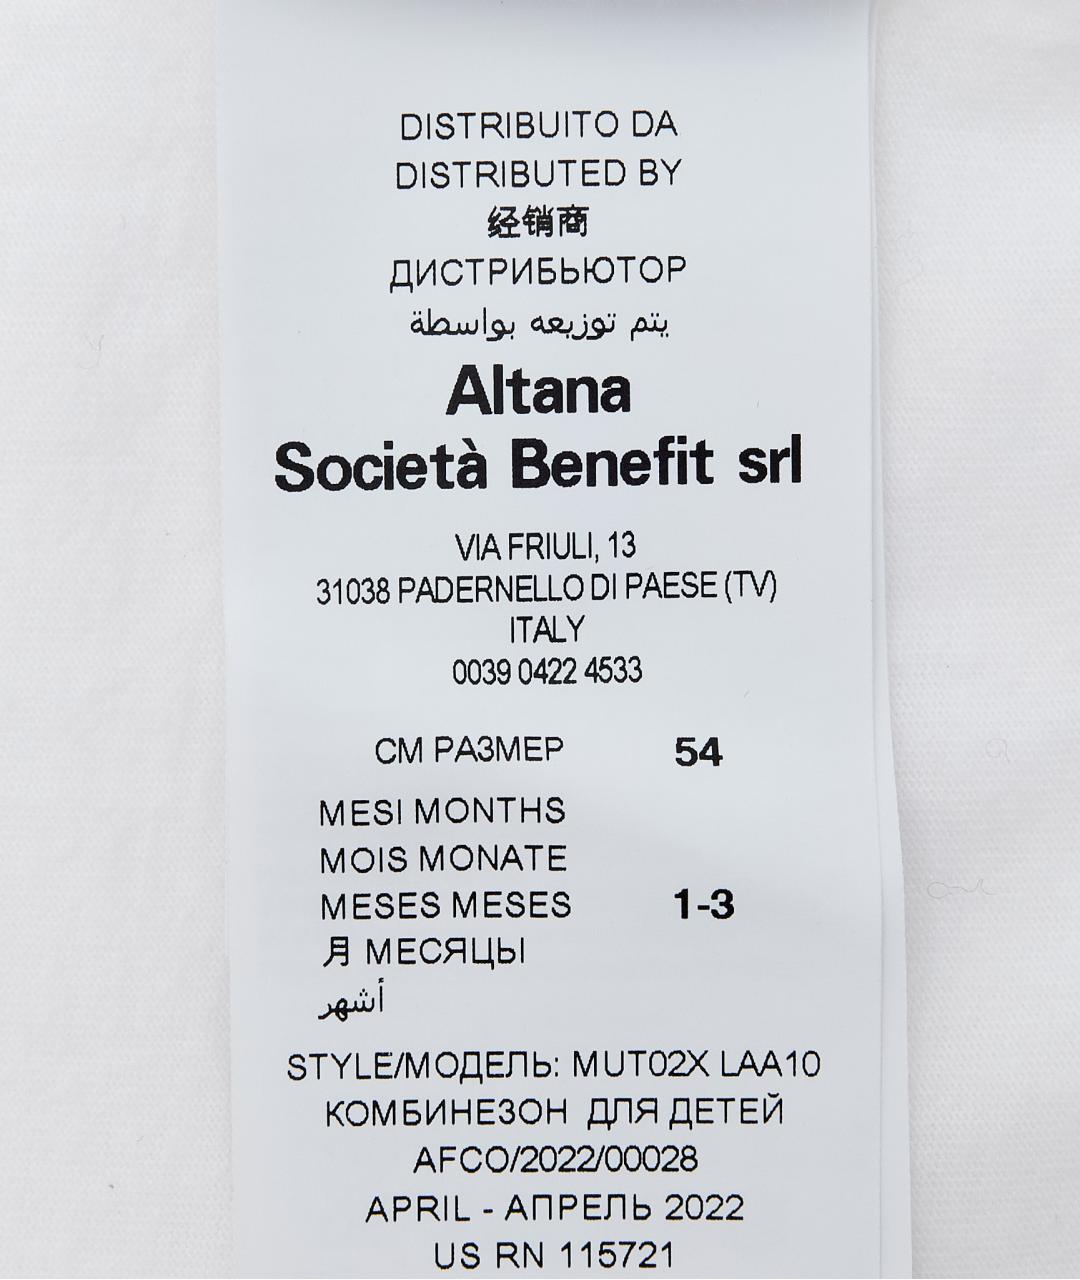 DISTRIBUITO DA
DISTRIBUTED BY
经销商
ДИСТРИБЬЮТОР
يتم توزيعه بواسطة
Altana
Società Benefit srl
VIA FRIULI, 13
31038 PADERNELLO DI PAESE (TV)
ITALY
0039 0422 4533
СМ РАЗМЕР 54
MESI MONTHS
MOIS MONATE
MESES MESES 1-3
月 МЕСЯЦЫ
أشهر
STYLE/МОДЕЛЬ: MUT02X LAA10
КОМБИНЕЗОН ДЛЯ ДЕТЕЙ
AFCO/2022/00028
APRIL - АПРЕЛЬ 2022
US RN 115721